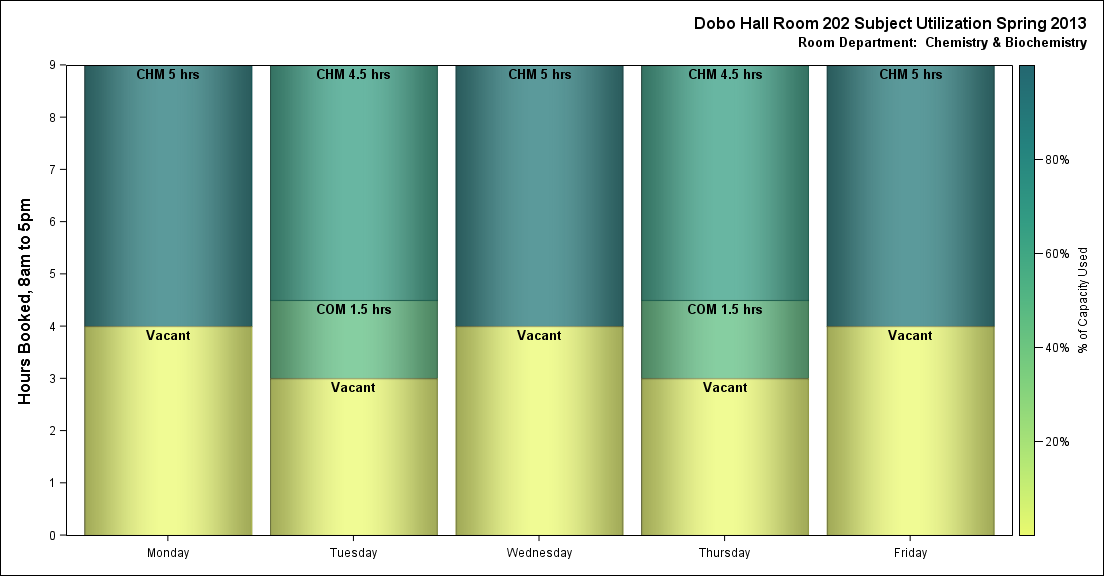 Dobo Hall Room 202 Subject Utilization Spring 2013
Room Department:  Chemistry & Biochemistry
Hours Booked, 8am to 5pm
9
8
7
6
5
4
3
2
1
0
CHM 5 hrs
CHM 4.5 hrs
CHM 5 hrs
CHM 4.5 hrs
CHM 5 hrs
COM 1.5 hrs
COM 1.5 hrs
Vacant
Vacant
Vacant
Vacant
Vacant
Monday
Tuesday
Wednesday
Thursday
Friday
80%
60%
40%
20%
% of Capacity Used